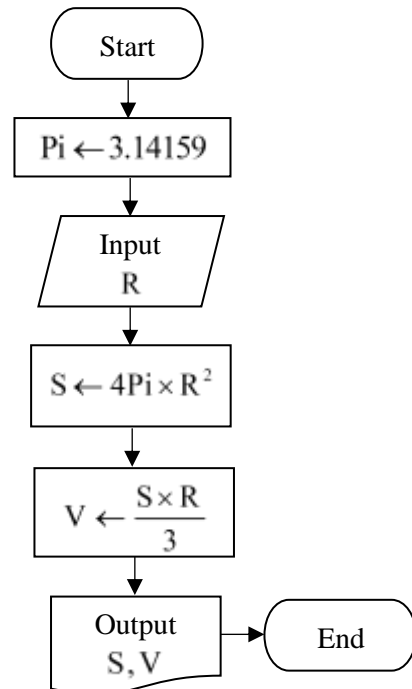 Start
Pi ← 3.14159
Input
R
S ← 4Pi × R²
V ← S × R / 3
Output
S, V
End